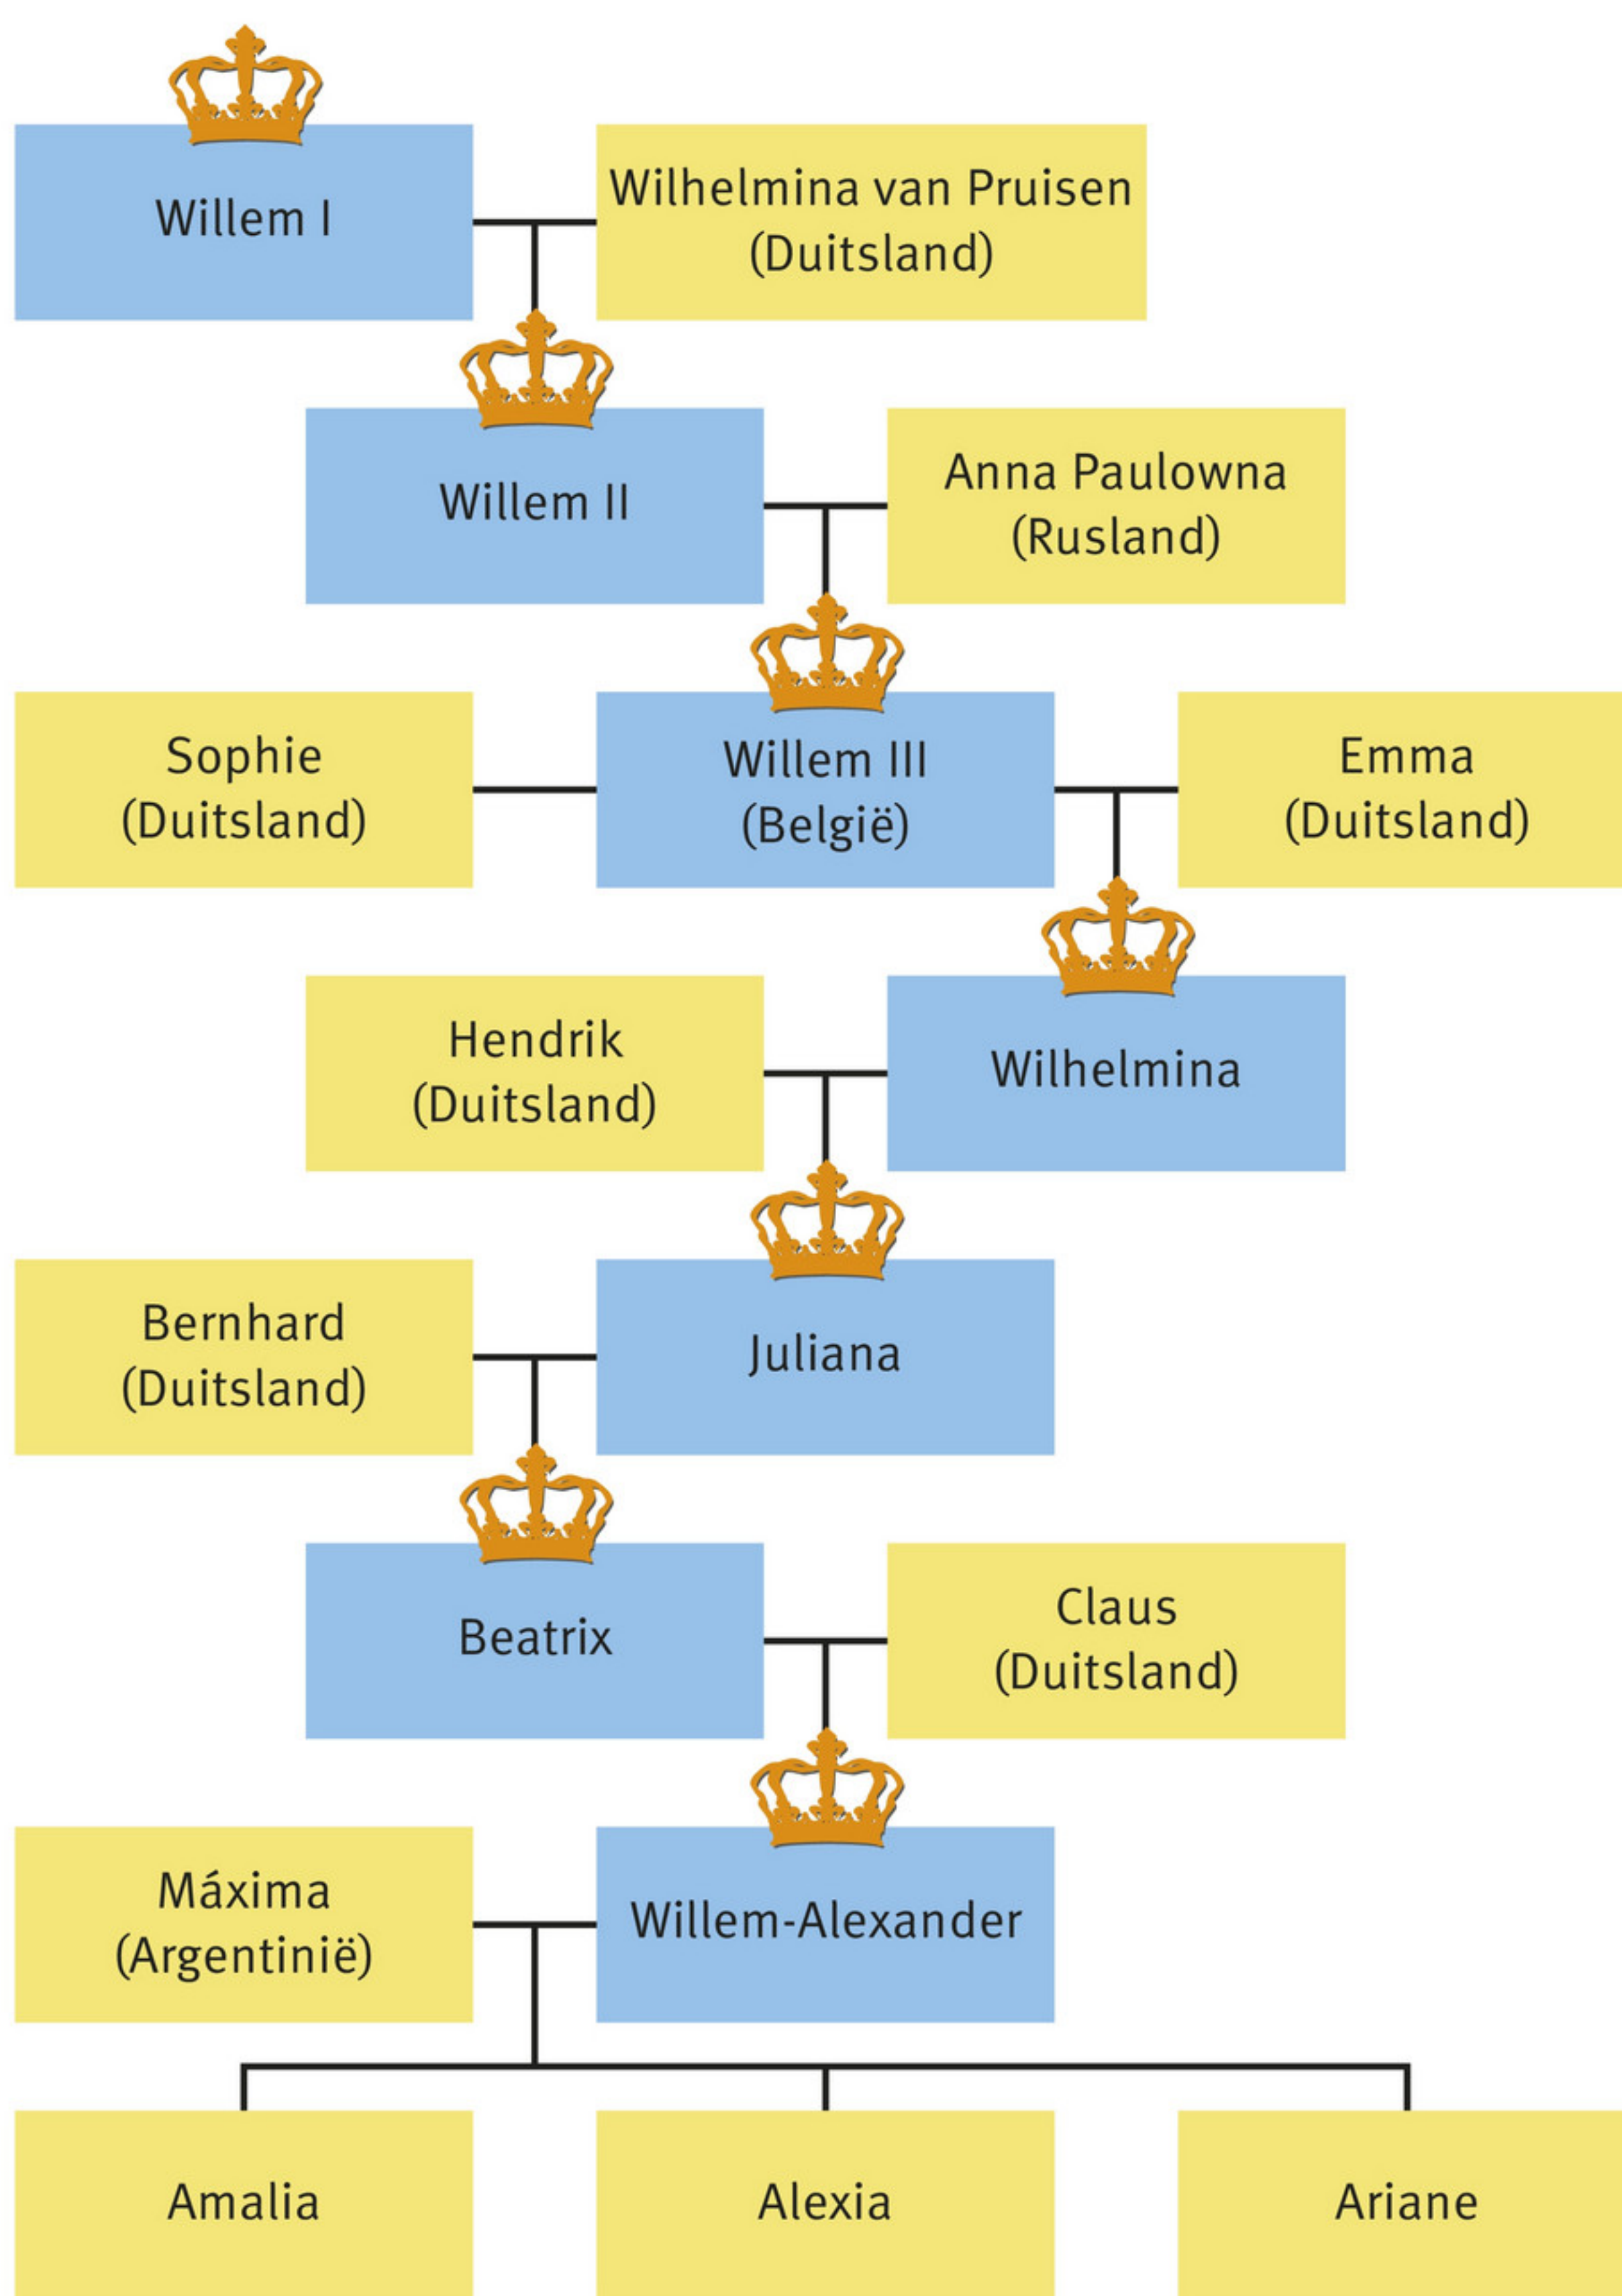 Willem I
Wilhelmina van Pruisen
(Duitsland)
Willem II
Anna Paulowna
(Rusland)
Sophie
(Duitsland)
Willem III
(België)
Emma
(Duitsland)
Hendrik
(Duitsland)
Wilhelmina
Bernhard
(Duitsland)
Juliana
Beatrix
Claus
(Duitsland)
Máxima
(Argentinië)
Willem-Alexander
Amalia
Alexia
Ariane